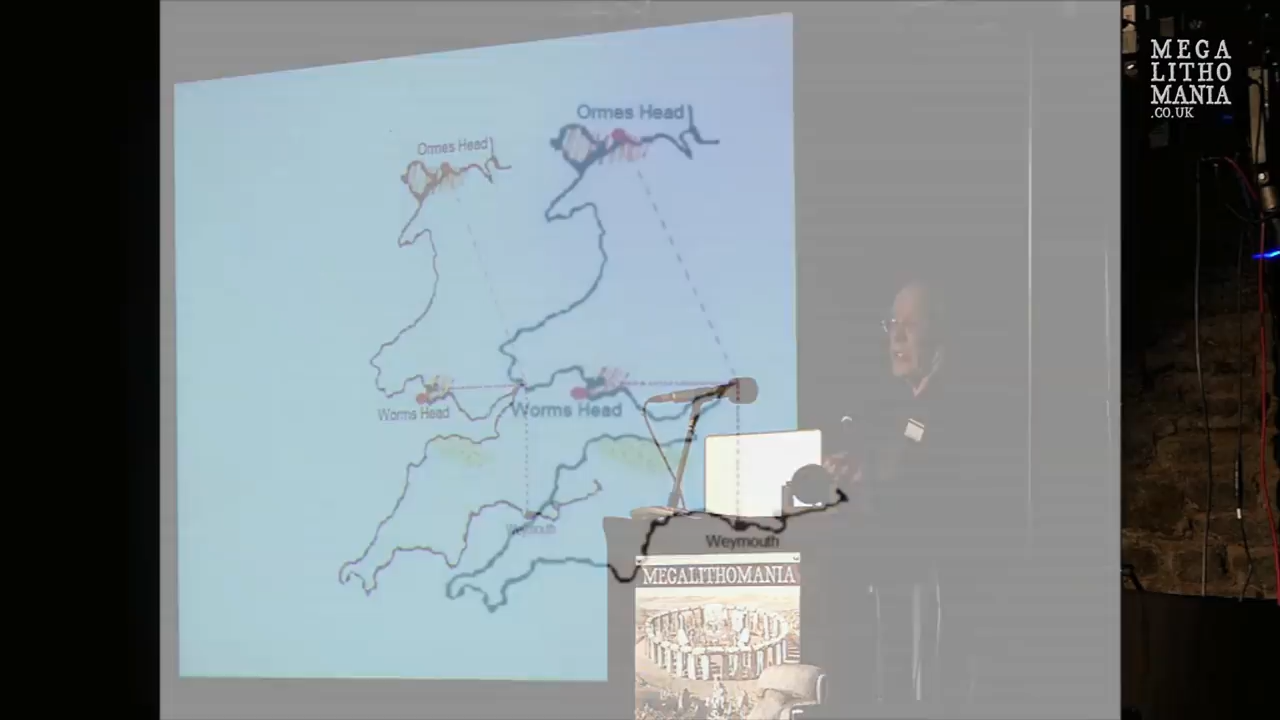 MEGA
LITHO
MANIA
.CO.UK
Ormes Head
Ormes Head
Worms Head
Worms Head
Weymouth
Weymouth
MEGALITHOMANIA